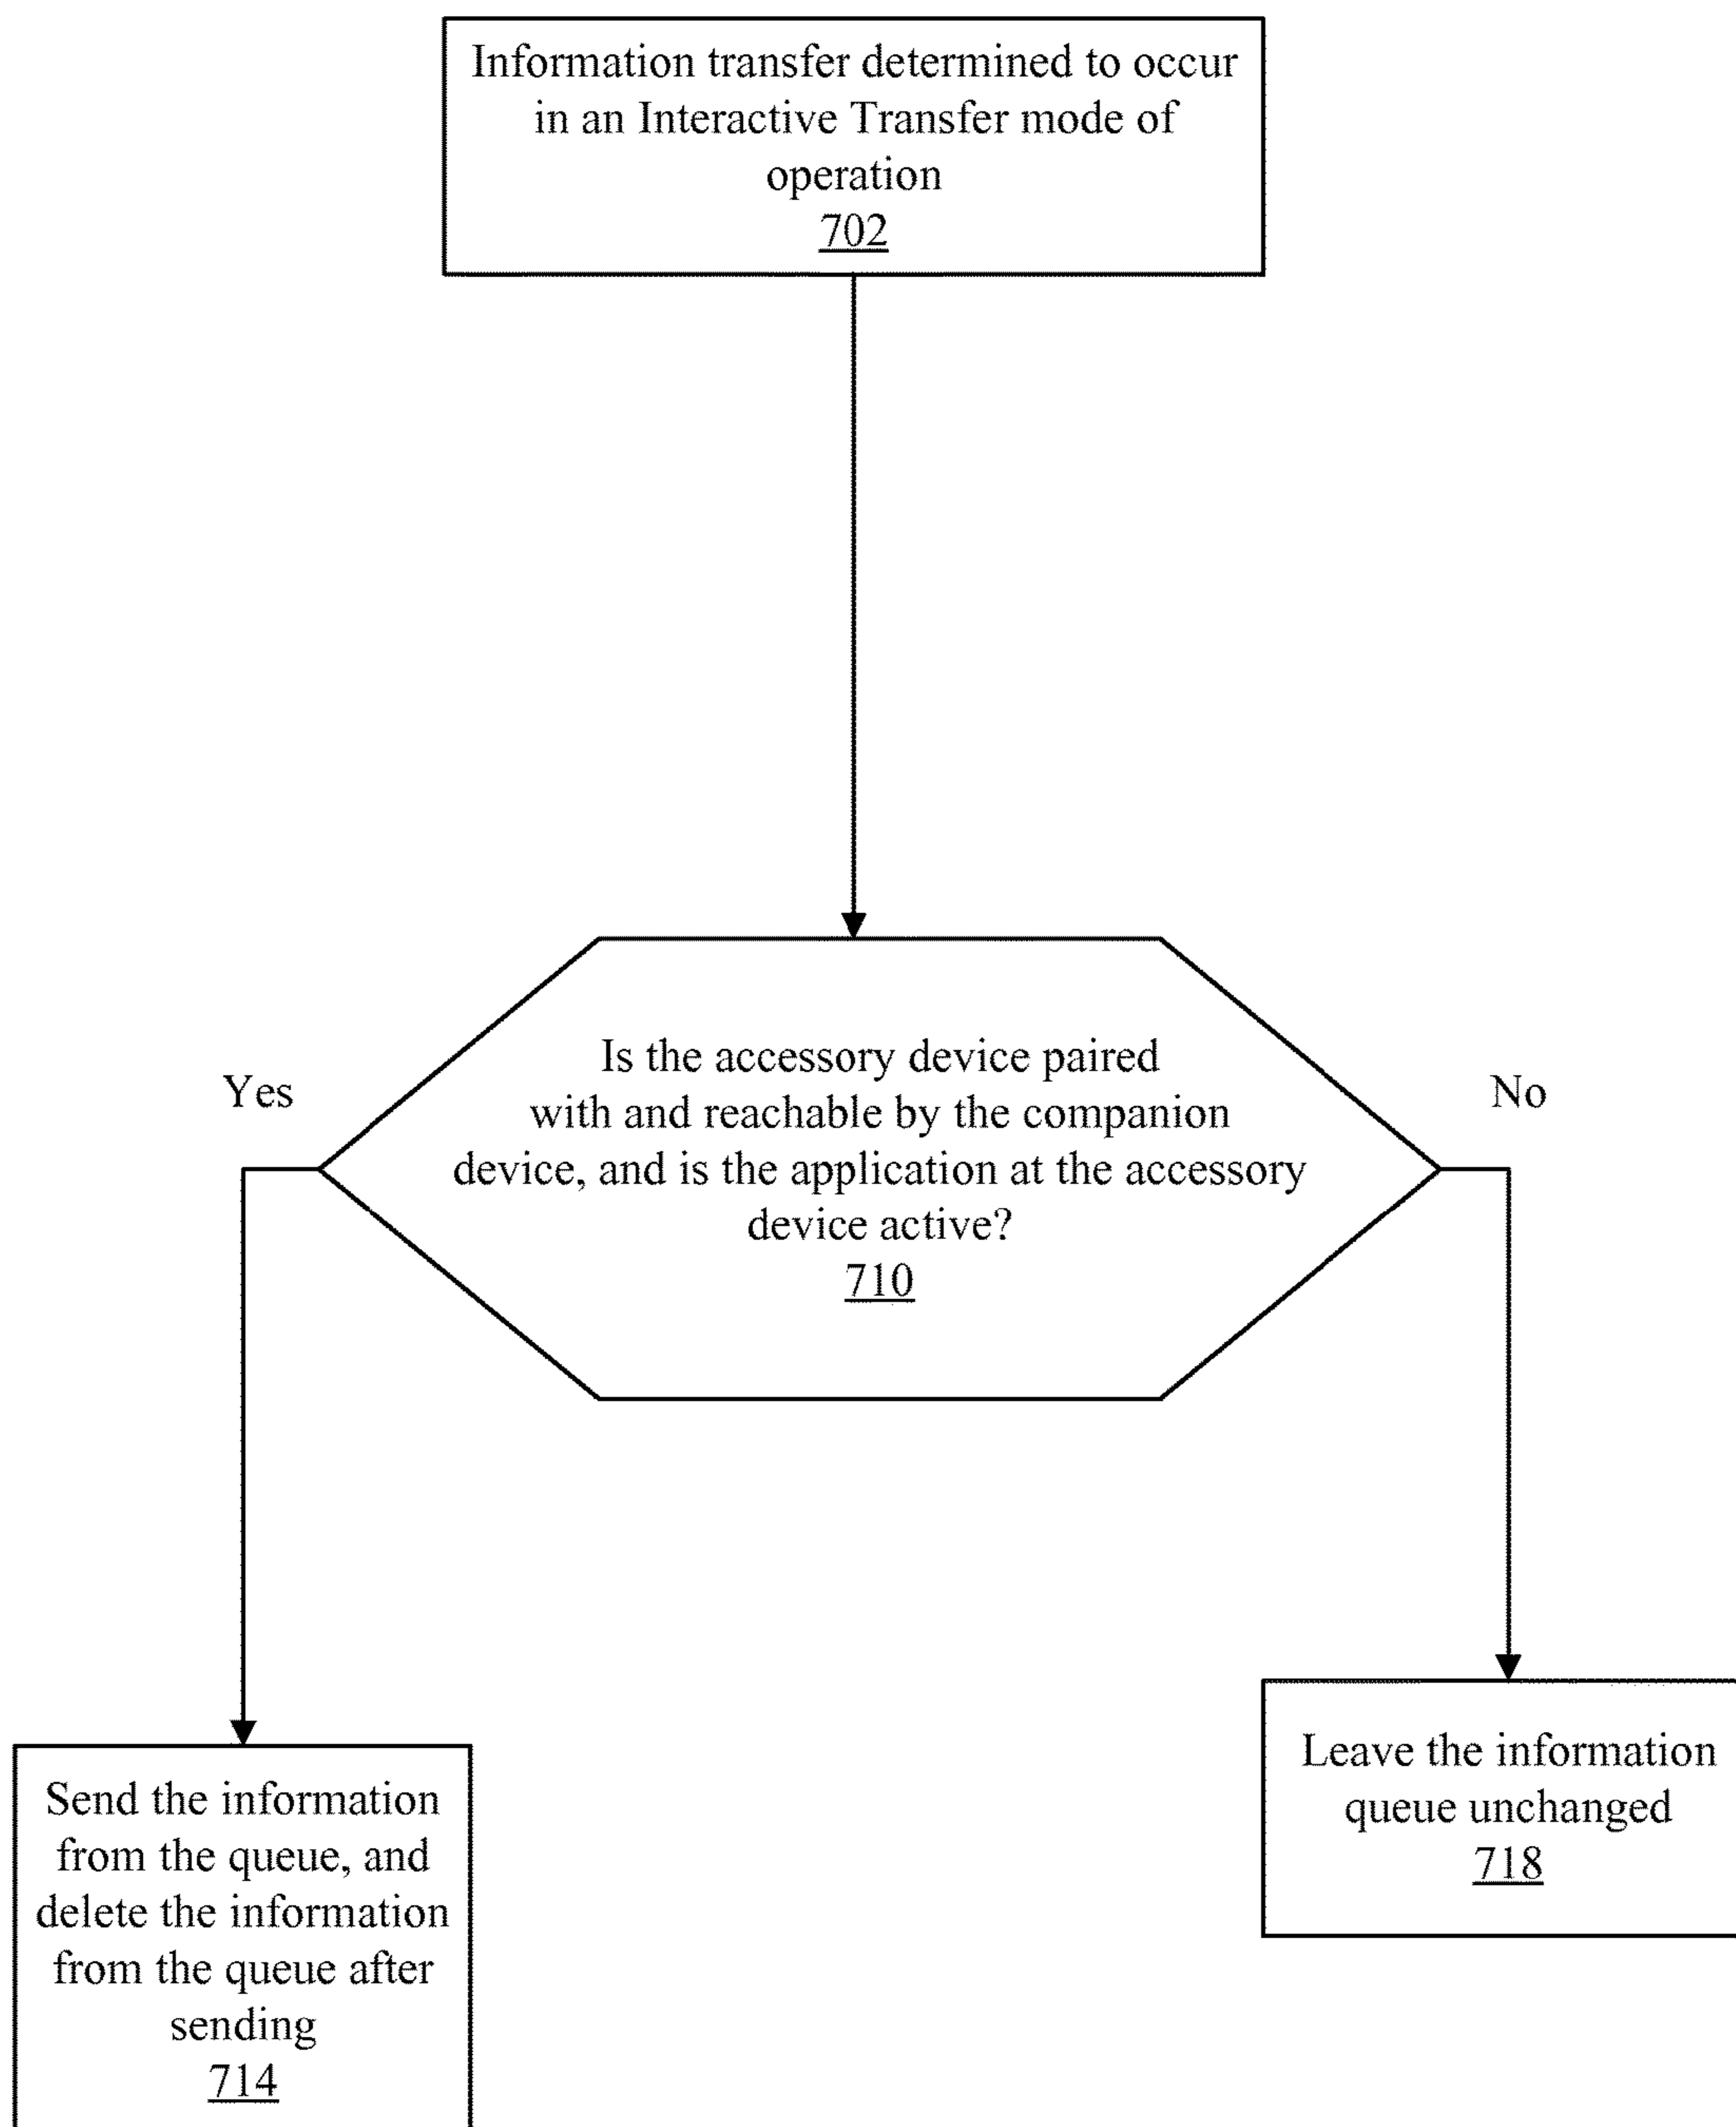 Information transfer determined to occur
in an Interactive Transfer mode of
operation
702
Is the accessory device paired
with and reachable by the companion
device, and is the application at the accessory
device active?
710
Yes
No
Send the information
from the queue, and
delete the information
from the queue after
sending
714
Leave the information
queue unchanged
718